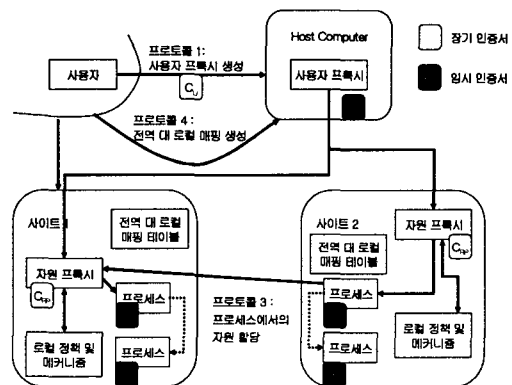 프로토콜 1:
사용자 프록시 생성
사용자
C_U
Host Computer
사용자 프록시
장기 인증서
임시 인증서
프로토콜 4:
전역 대 로컬 매핑 생성
사이트
전역 대 로컬
매핑 테이블
자원 프록시
C_RP
프로세스
프로세스
로컬 정책 및
메커니즘
프로토콜 3 :
프로세스에서의
자원 할당
사이트 2
자원 프록시
C_RP
전역 대 로컬
매핑 테이블
프로세스
프로세스
로컬 정책 및
메커니즘